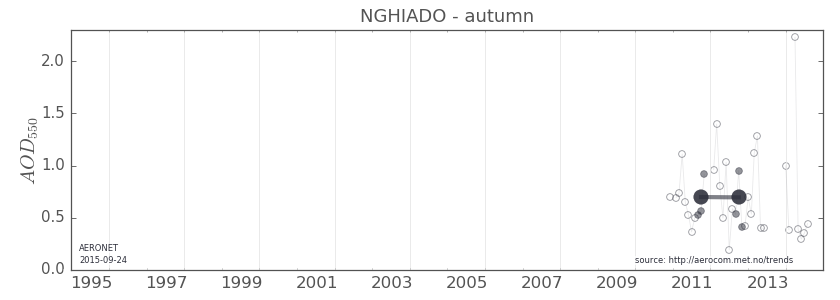 NGHIADO - autumn
2.0
1.5
1.0
0.5
0.0
AOD550
AERONET
2015-09-24
source: http://aerocom.met.no/trends
1995 1997 1999 2001 2003 2005 2007 2009 2011 2013